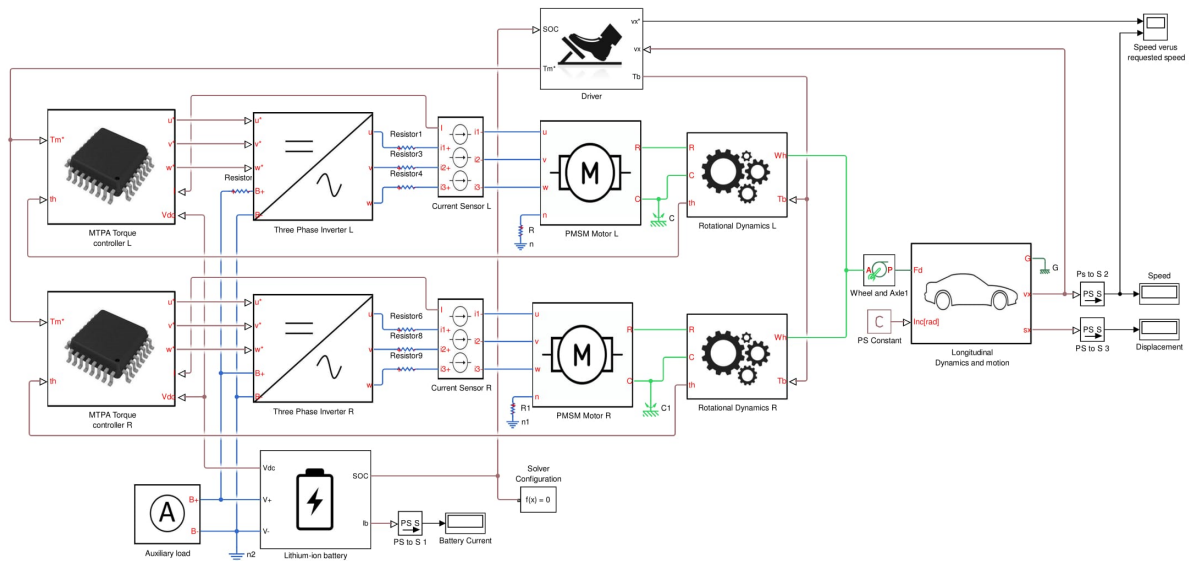 SOC
vx*
vx
Tm*
Tb
Driver
Speed verus
requested speed
Tm*
th
u*
v*
w*
I
Vdc
MTPA Torque
controller L
Resistor
u*
v*
w*
B+
B-
u
v
w
Three Phase Inverter L
Resistor1
Resistor3
Resistor4
I
i1+
i2+
i3+
i1-
i2-
i3-
Current Sensor L
u
v
w
n
R
C
M
PMSM Motor L
R
n
C
R
C
th
Wh
Tb
Rotational Dynamics L
Tm*
th
u*
v*
w*
I
Vdc
MTPA Torque
controller R
u*
v*
w*
B+
B-
u
v
w
Three Phase Inverter R
Resistor6
Resistor8
Resistor9
I
i1+
i2+
i3+
i1-
i2-
i3-
Current Sensor R
u
v
w
n
R
C
M
PMSM Motor R
R1
n1
C1
R
C
th
Wh
Tb
Rotational Dynamics R
A
P
Wheel and Axle1
C
PS Constant
Fd
Inc[rad]
G
vx
sx
Longitudinal
Dynamics and motion
G
Ps to S 2
PS S
Speed
PS S
PS to S 3
Displacement
A
B+
B-
Auxiliary load
n2
Vdc
V+
V-
SOC
Ib
Lithium-ion battery
Solver
Configuration
f(x) = 0
PS S
PS to S 1
Battery Current